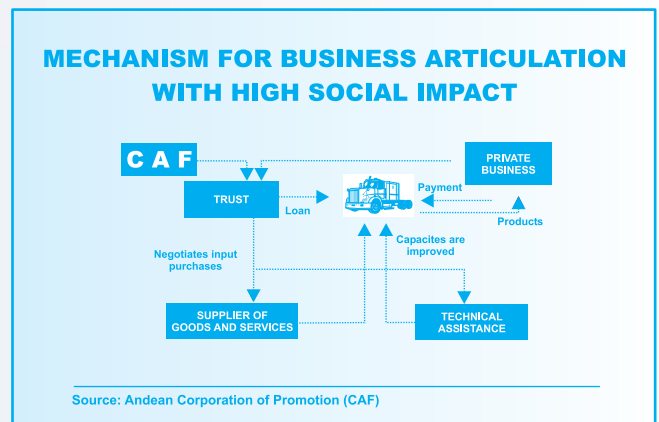 MECHANISM FOR BUSINESS ARTICULATION
WITH HIGH SOCIAL IMPACT
C A F
PRIVATE
BUSINESS
TRUST
Loan
Payment
Products
Negotiates input
purchases
Capacites are
improved
SUPPLIER OF
GOODS AND SERVICES
TECHNICAL
ASSISTANCE
Source: Andean Corporation of Promotion (CAF)